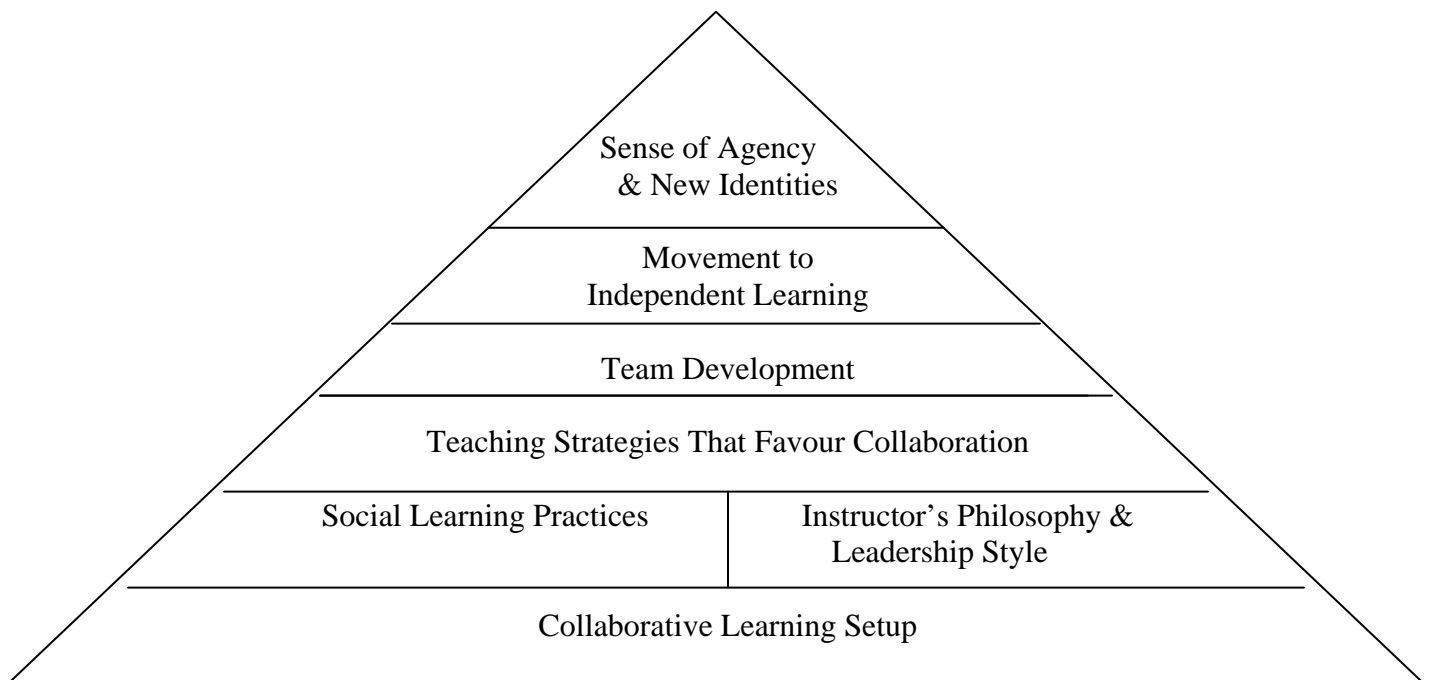 Sense of Agency
& New Identities
Movement to
Independent Learning
Team Development
Teaching Strategies That Favour Collaboration
Social Learning Practices
Instructor’s Philosophy &
Leadership Style
Collaborative Learning Setup